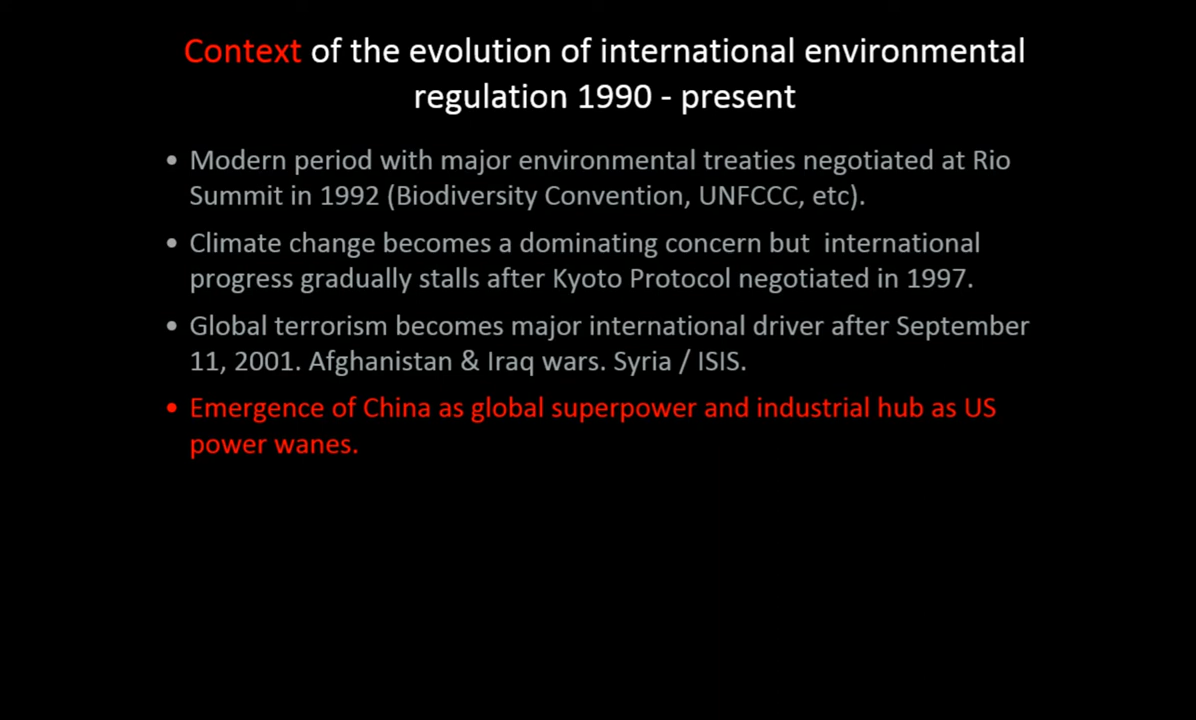 Context of the evolution of international environmental
regulation 1990 - present
• Modern period with major environmental treaties negotiated at Rio
Summit in 1992 (Biodiversity Convention, UNFCCC, etc).
• Climate change becomes a dominating concern but  international
progress gradually stalls after Kyoto Protocol negotiated in 1997.
• Global terrorism becomes major international driver after September
11, 2001. Afghanistan & Iraq wars. Syria / ISIS.
• Emergence of China as global superpower and industrial hub as US
power wanes.